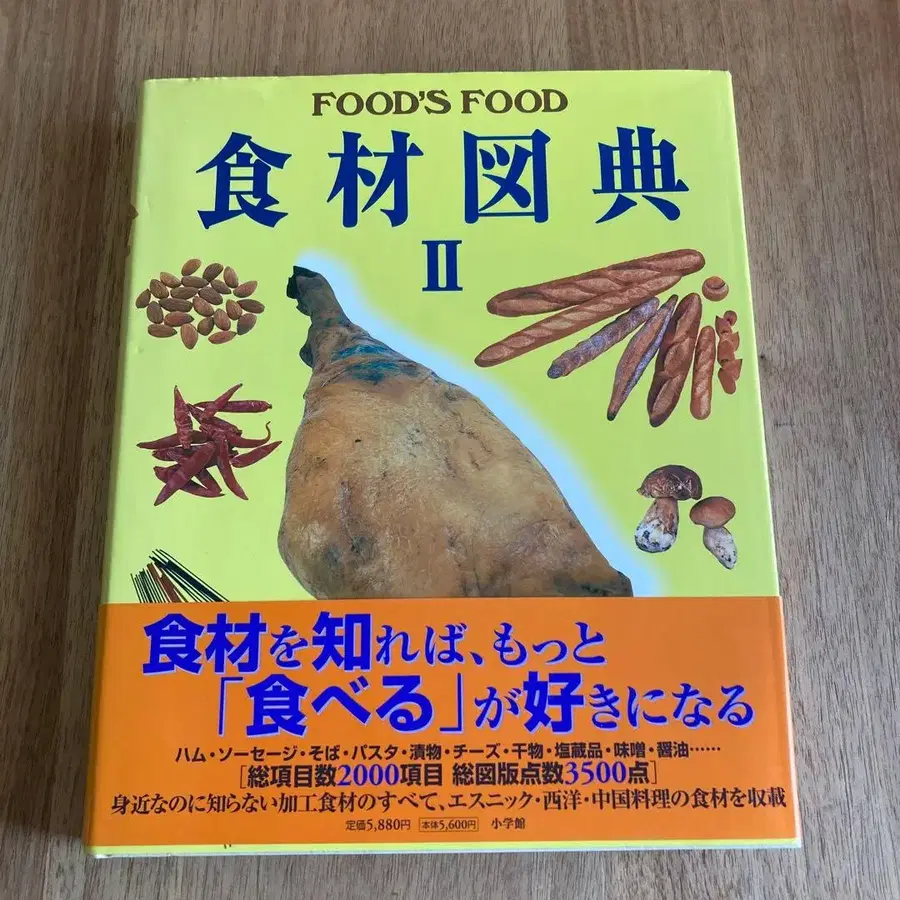 FOOD'S FOOD
食材図典
II
食材を知れば、もっと
「食べる」が好きになる
ハム・ソーセージ・そば・パスタ・漬物・チーズ・干物・塩蔵品・味噌・醤油……
[総項目数2000項目 総図版点数3500点]
身近なのに知らない加工食材のすべて、エスニック・西洋・中国料理の食材を収載
定価5,880円 本体5,600円 小学館